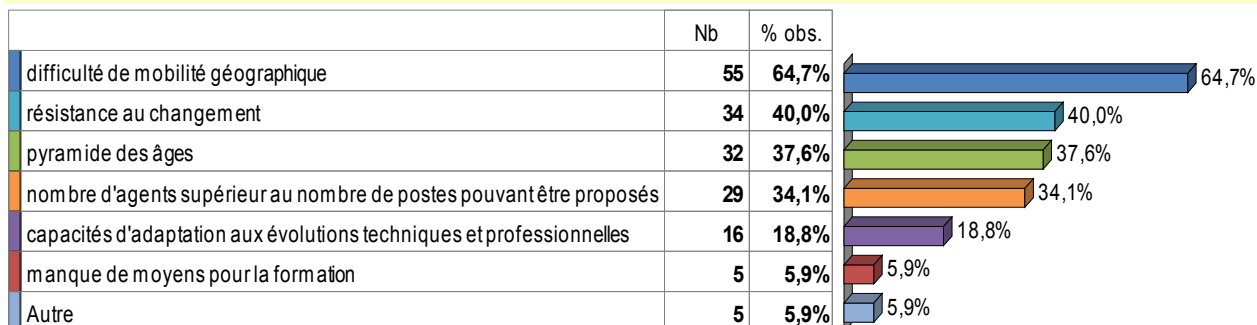 Nb % obs.
difficulté de mobilité géographique 55 64,7% 64,7%
résistance au changement 34 40,0% 40,0%
pyramide des âges 32 37,6% 37,6%
nombre d'agents supérieur au nombre de postes pouvant être proposés 29 34,1% 34,1%
capacités d'adaptation aux évolutions techniques et professionnelles 16 18,8% 18,8%
manque de moyens pour la formation 5 5,9% 5,9%
Autre 5 5,9% 5,9%